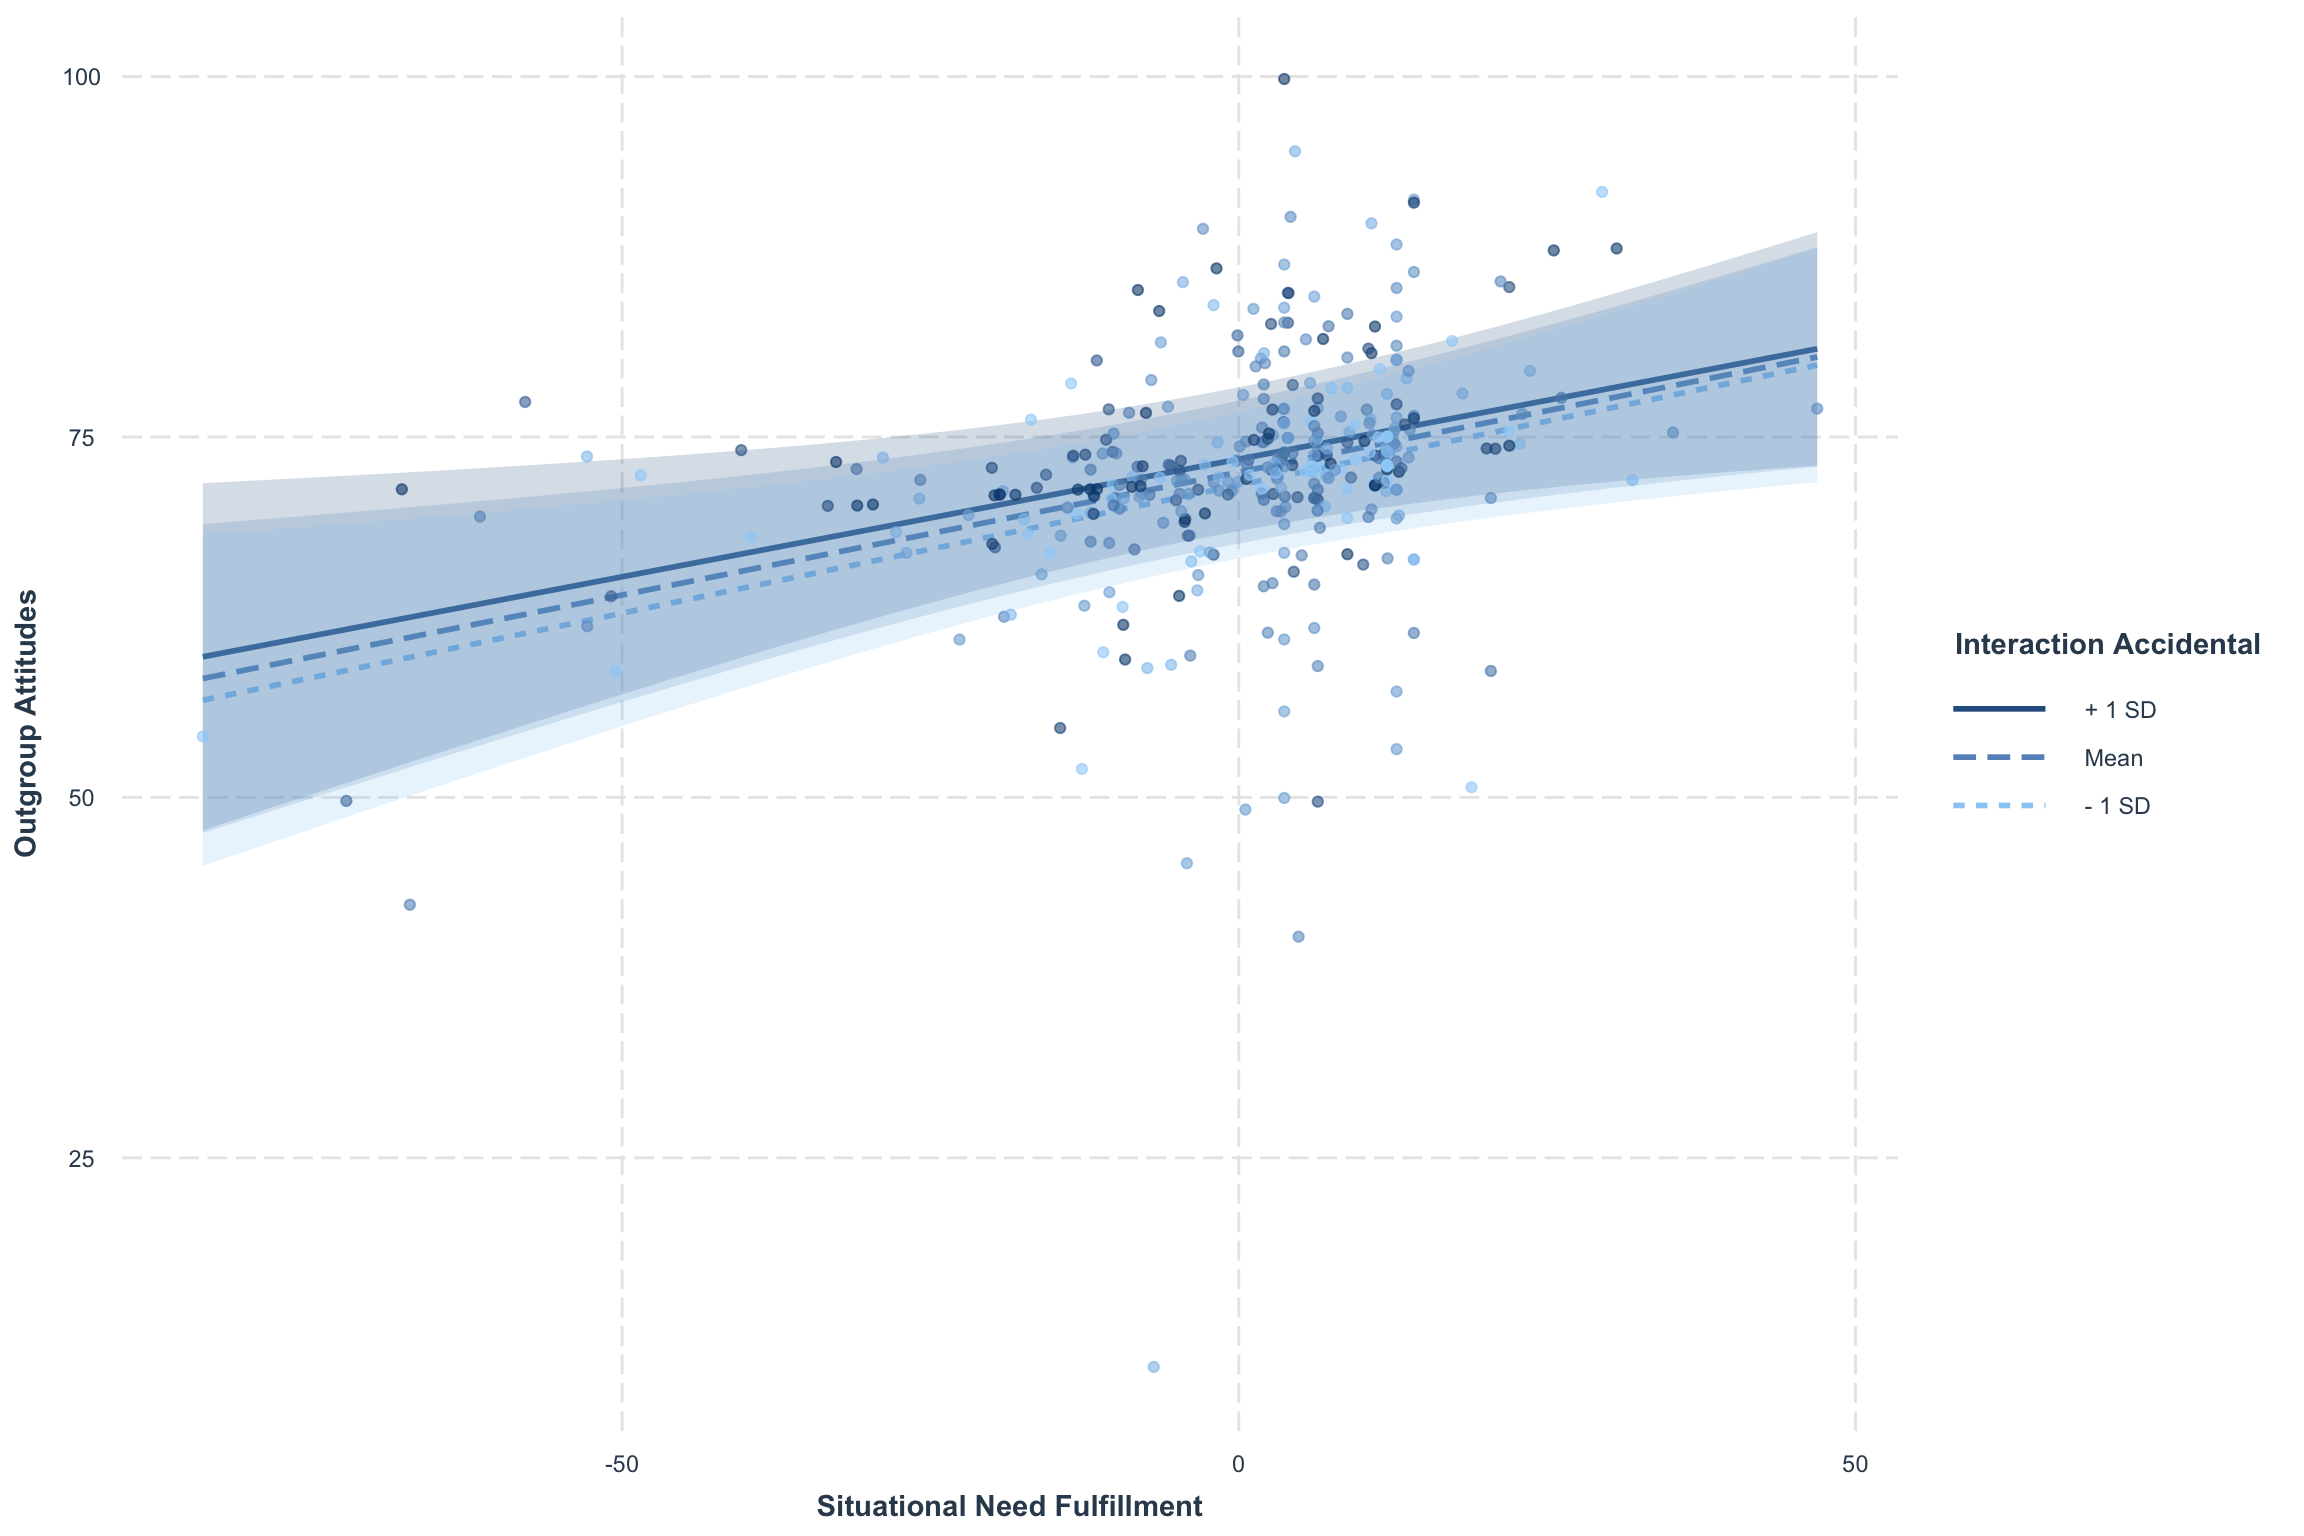 100
75
50
25
Outgroup Attitudes
-50
0
50
Situational Need Fulfillment
Interaction Accidental
+ 1 SD
Mean
- 1 SD